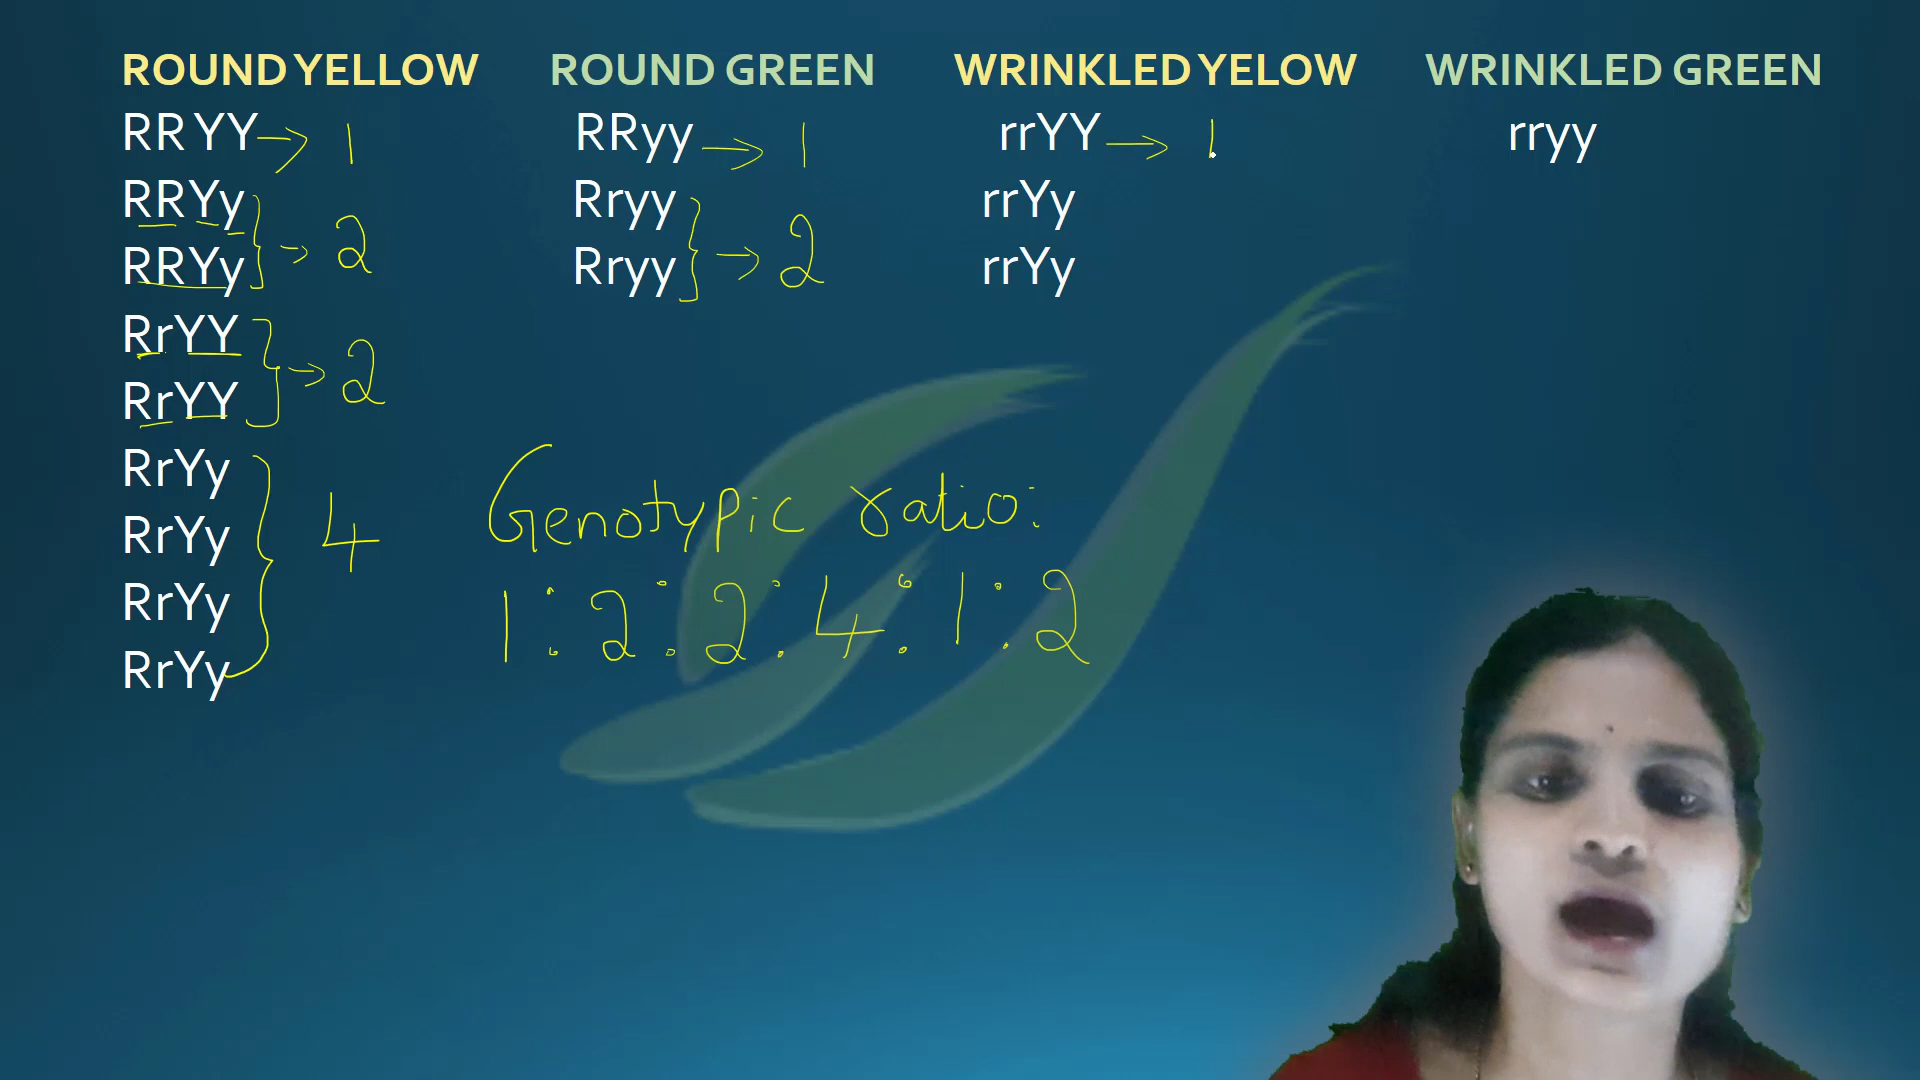 ROUND YELLOW
RRYY → 1
RRYy
RRYy
→ 2
RrYY
RrYY
→ 2
RrYy
RrYy
RrYy
RrYy
4
ROUND GREEN
RRyy → 1
Rryy
Rryy
→ 2
WRINKLED YELOW
rrYY → 1
rrYy
rrYy
WRINKLED GREEN
rryy
Genotypic ratio:
1:2:2:4:1:2